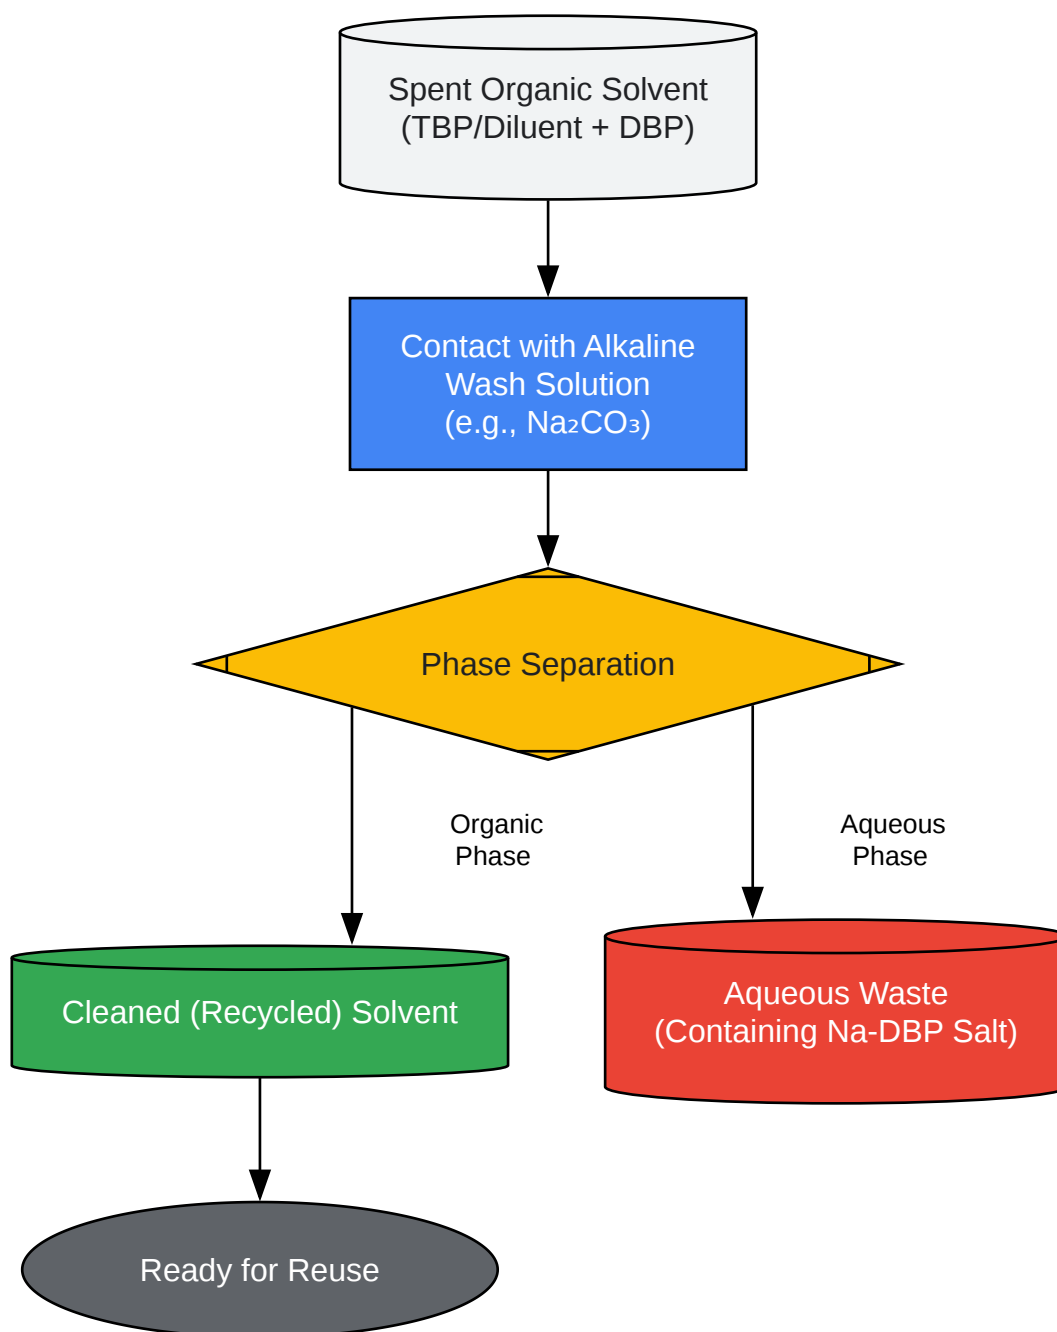 Spent Organic Solvent
(TBP/Diluent + DBP)
Contact with Alkaline
Wash Solution
(e.g., Na₂CO₃)
Phase Separation
Organic
Phase
Aqueous
Phase
Cleaned (Recycled) Solvent
Aqueous Waste
(Containing Na-DBP Salt)
Ready for Reuse